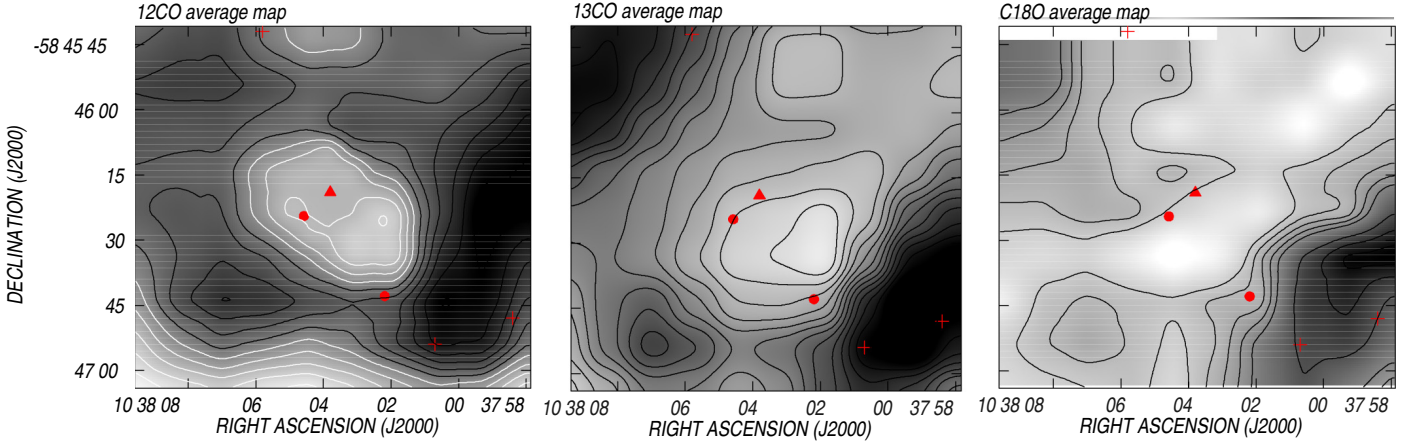 12CO average map
13CO average map
C18O average map
-58 45 45
46 00
15
30
45
47 00
DECLINATION (J2000)
10 38 08 06 04 02 00 37 58
10 38 08 06 04 02 00 37 58
10 38 08 06 04 02 00 37 58
RIGHT ASCENSION (J2000)
RIGHT ASCENSION (J2000)
RIGHT ASCENSION (J2000)